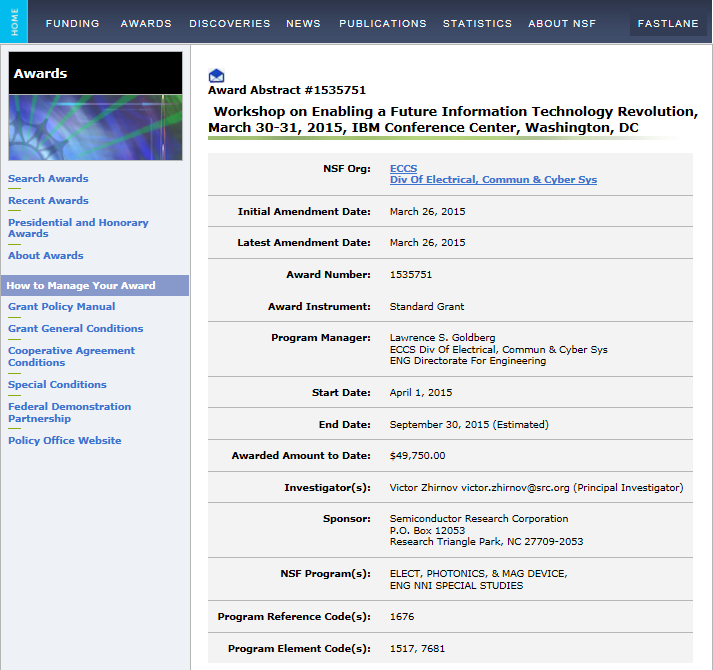 HOME
FUNDING AWARDS DISCOVERIES NEWS PUBLICATIONS STATISTICS ABOUT NSF FASTLANE
Awards
Search Awards
Recent Awards
Presidential and Honorary
Awards
About Awards
How to Manage Your Award
Grant Policy Manual
Grant General Conditions
Cooperative Agreement
Conditions
Special Conditions
Federal Demonstration
Partnership
Policy Office Website
Award Abstract #1535751
Workshop on Enabling a Future Information Technology Revolution,
March 30-31, 2015, IBM Conference Center, Washington, DC
NSF Org: ECCS
Div Of Electrical, Commun & Cyber Sys
Initial Amendment Date: March 26, 2015
Latest Amendment Date: March 26, 2015
Award Number: 1535751
Award Instrument: Standard Grant
Program Manager: Lawrence S. Goldberg
ECCS Div Of Electrical, Commun & Cyber Sys
ENG Directorate For Engineering
Start Date: April 1, 2015
End Date: September 30, 2015 (Estimated)
Awarded Amount to Date: $49,750.00
Investigator(s): Victor Zhirnov victor.zhirnov@src.org (Principal Investigator)
Sponsor: Semiconductor Research Corporation
P.O. Box 12053
Research Triangle Park, NC 27709-2053
NSF Program(s): ELECT, PHOTONICS, & MAG DEVICE,
ENG NNI SPECIAL STUDIES
Program Reference Code(s): 1676
Program Element Code(s): 1517, 7681